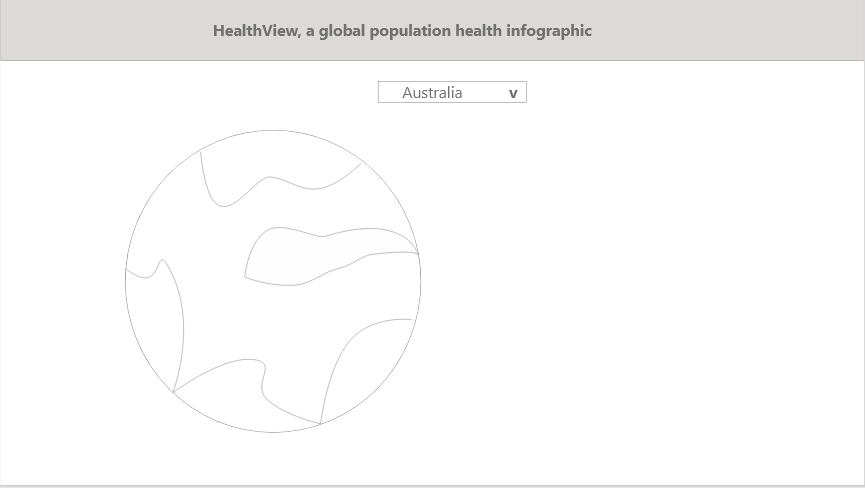 HealthView, a global population health infographic
Australia v